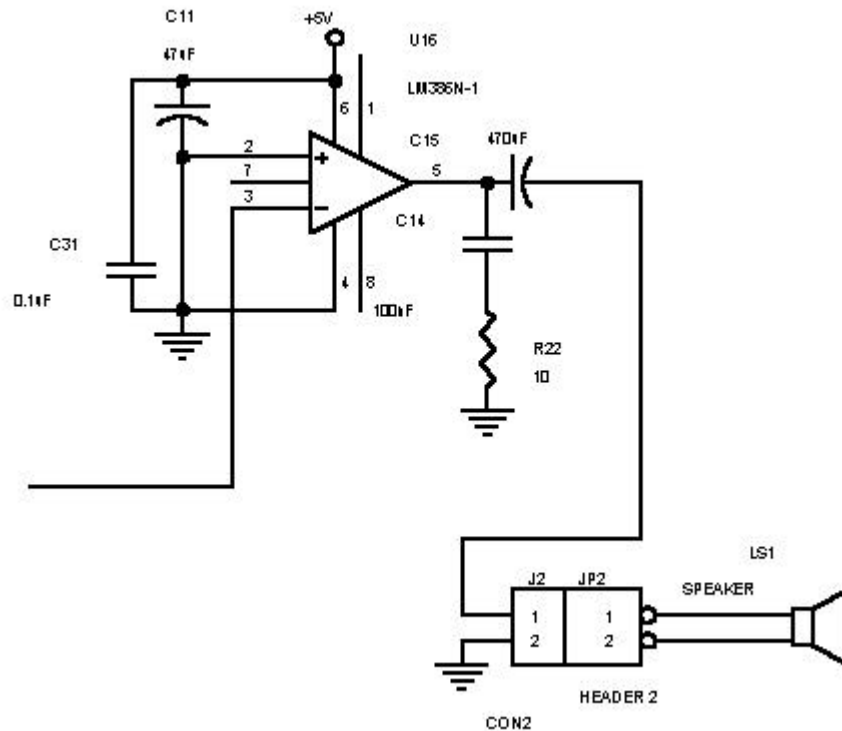 C11
+5V
47uF
U16
LM386N-1
6
1
C15
470uF
2
+
5
7
3
-
C14
C31
4
8
0.1uF
100uF
R22
10
LS1
J2
JP2
SPEAKER
1
1
2
2
HEADER 2
CON2